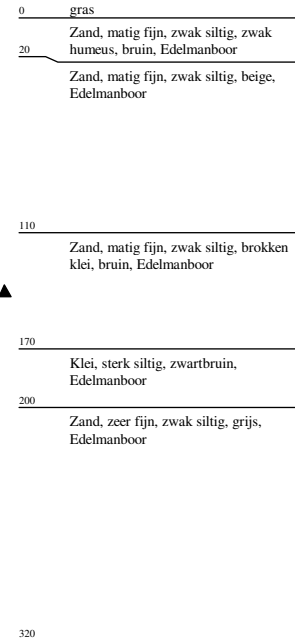 0 gras
Zand, matig fijn, zwak siltig, zwak
humeus, bruin, Edelmanboor
20
Zand, matig fijn, zwak siltig, beige,
Edelmanboor
110
Zand, matig fijn, zwak siltig, brokken
klei, bruin, Edelmanboor
170
Klei, sterk siltig, zwartbruin,
Edelmanboor
200
Zand, zeer fijn, zwak siltig, grijs,
Edelmanboor
320